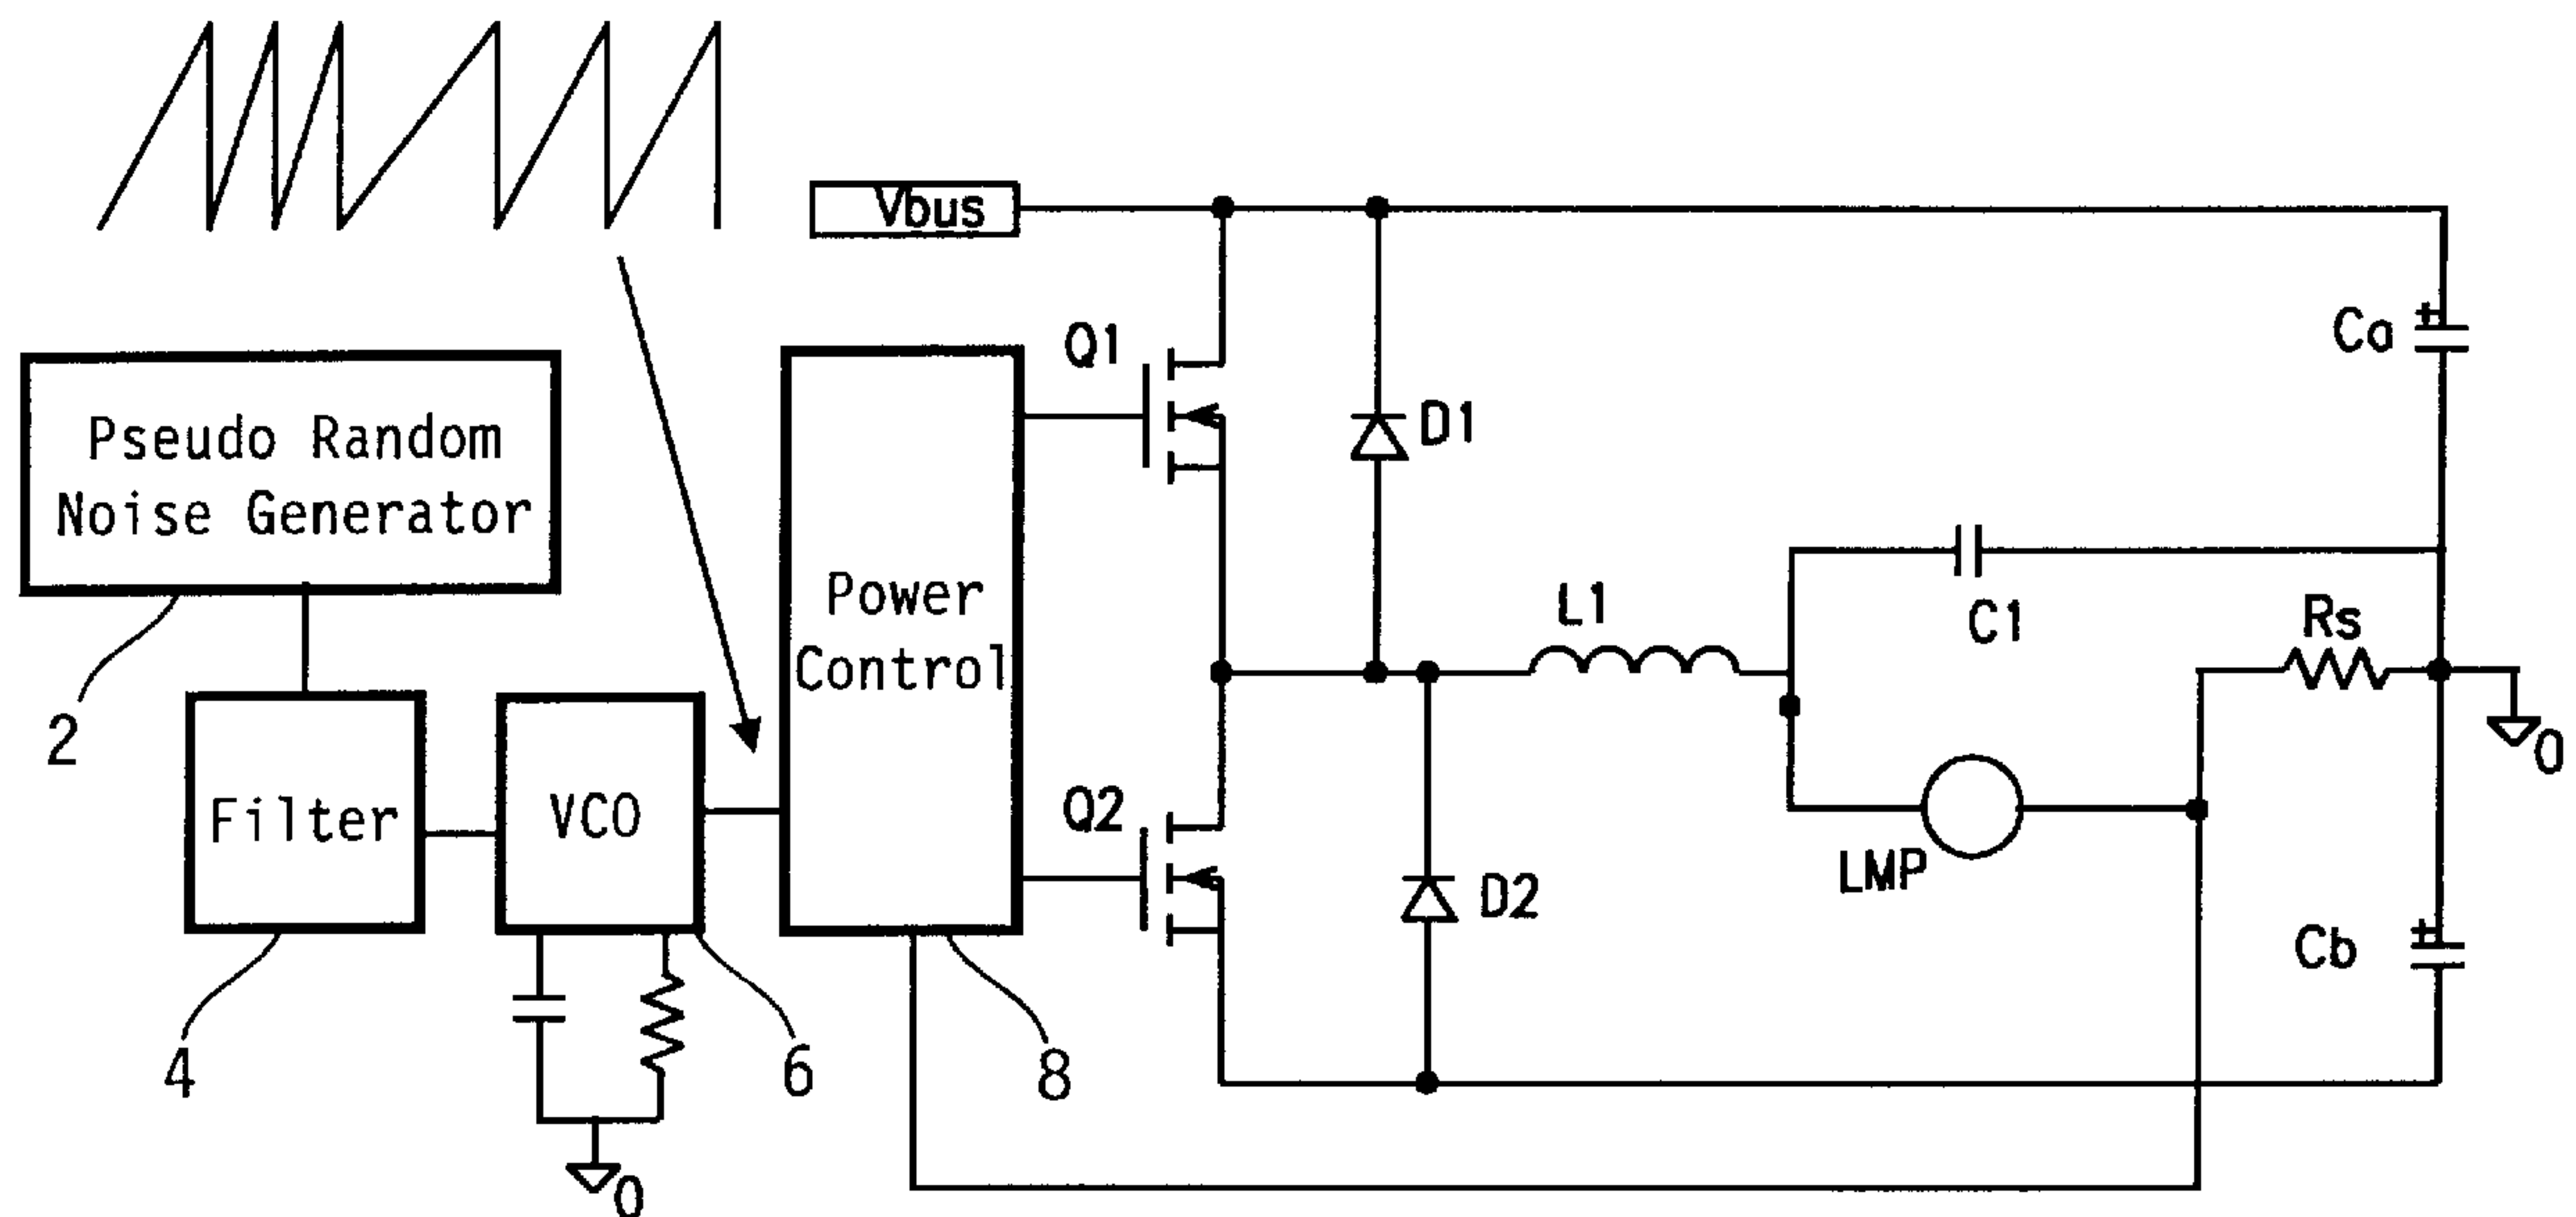 Vbus
Q1
Ca
D1
Pseudo Random
Noise Generator
Power
Control
L1
C1
Rs
2
0
Filter
VCO
Q2
LMP
D2
Cb
4
6
8
0